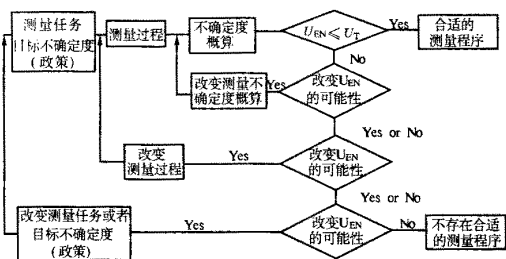 测量任务
目标不确定度
(政策)
测量过程
不确定度
概算
U_EN≤U_T
Yes
合适的
测量程序
No
改变测量不
确定度概算
Yes
改变U_EN
的可能性
Yes or No
改变
测量过程
Yes
改变U_EN
的可能性
Yes or No
改变测量任务或者
目标不确定度
(政策)
Yes
改变U_EN
的可能性
No
不存在合适
的测量程序